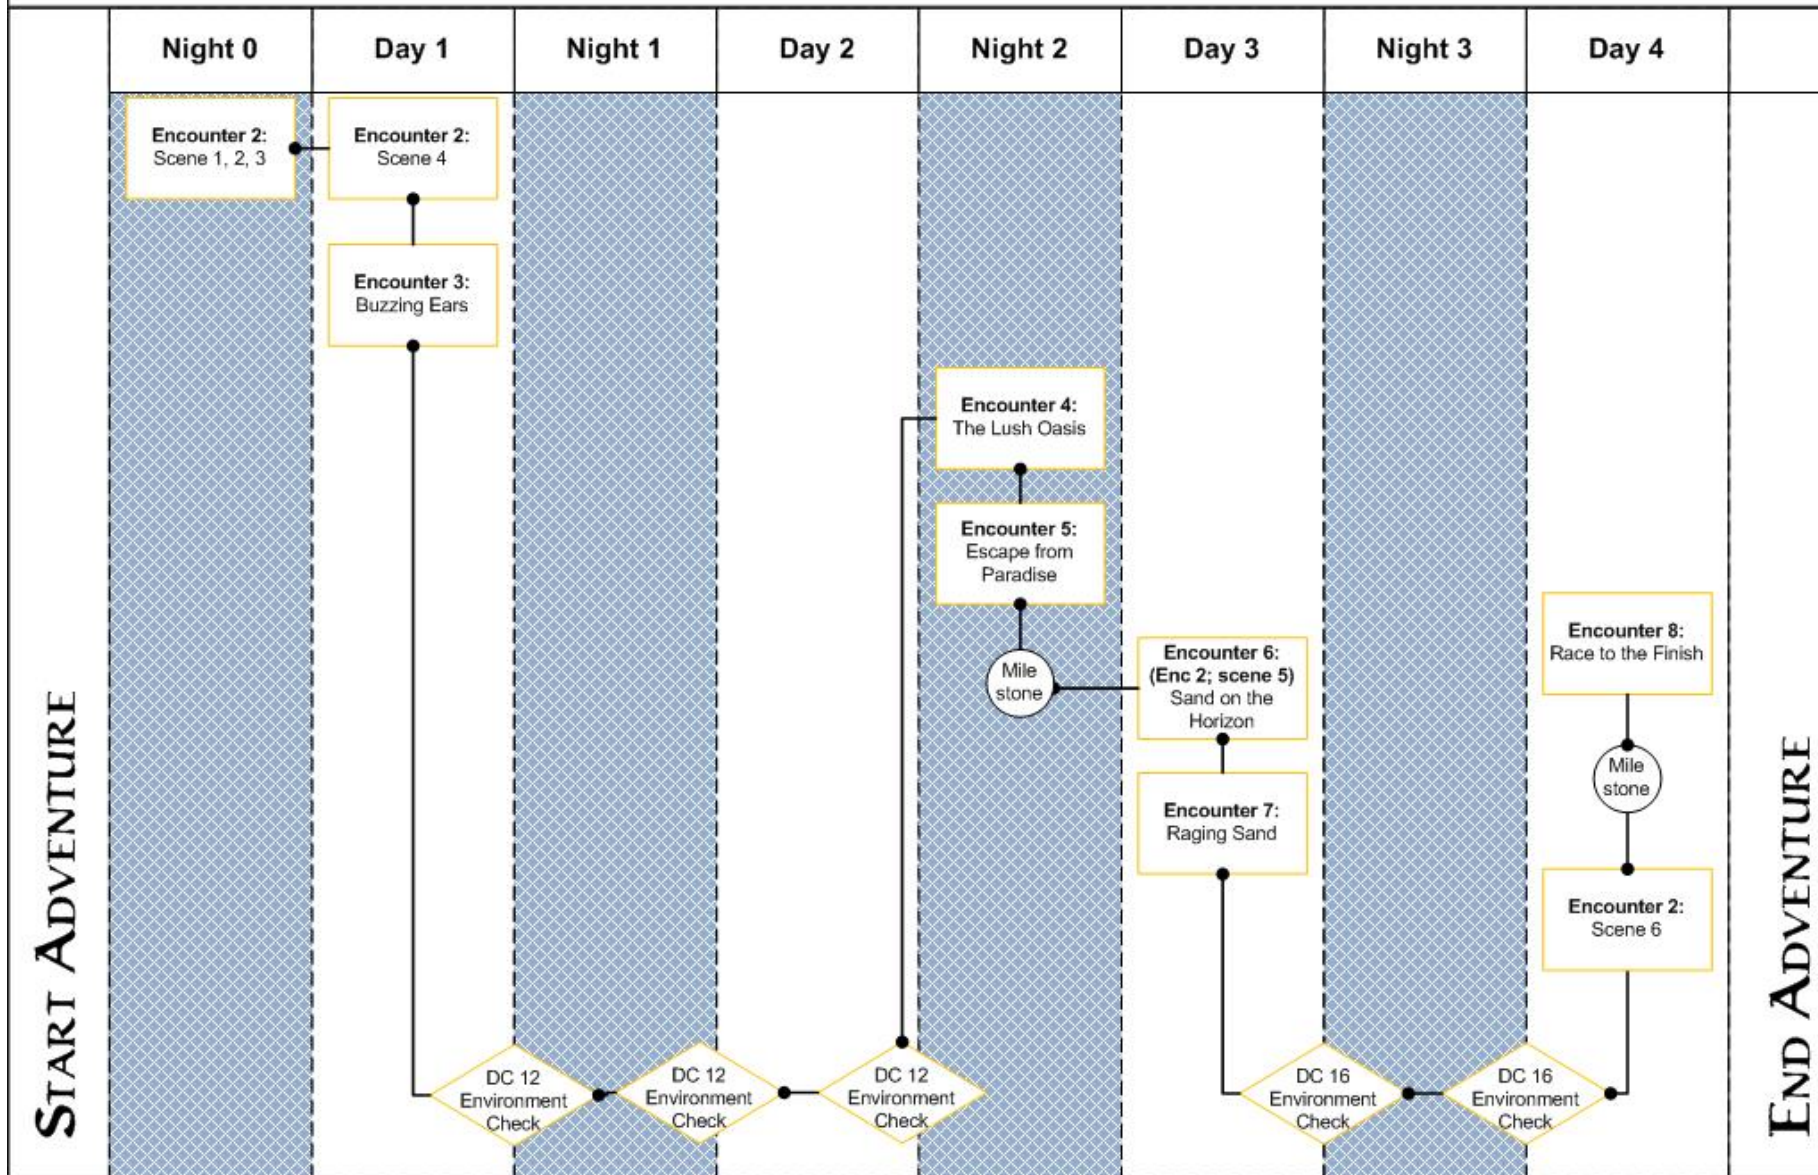 Night 0
Day 1
Night 1
Day 2
Night 2
Day 3
Night 3
Day 4
START ADVENTURE
Encounter 2:
Scene 1, 2, 3
Encounter 2:
Scene 4
Encounter 3:
Buzzing Ears
DC 12
Environment
Check
DC 12
Environment
Check
DC 12
Environment
Check
Encounter 4:
The Lush Oasis
Encounter 5:
Escape from
Paradise
Mile
stone
Encounter 6:
(Enc 2; scene 5)
Sand on the
Horizon
Encounter 7:
Raging Sand
DC 16
Environment
Check
DC 16
Environment
Check
Encounter 8:
Race to the Finish
Mile
stone
Encounter 2:
Scene 6
END ADVENTURE